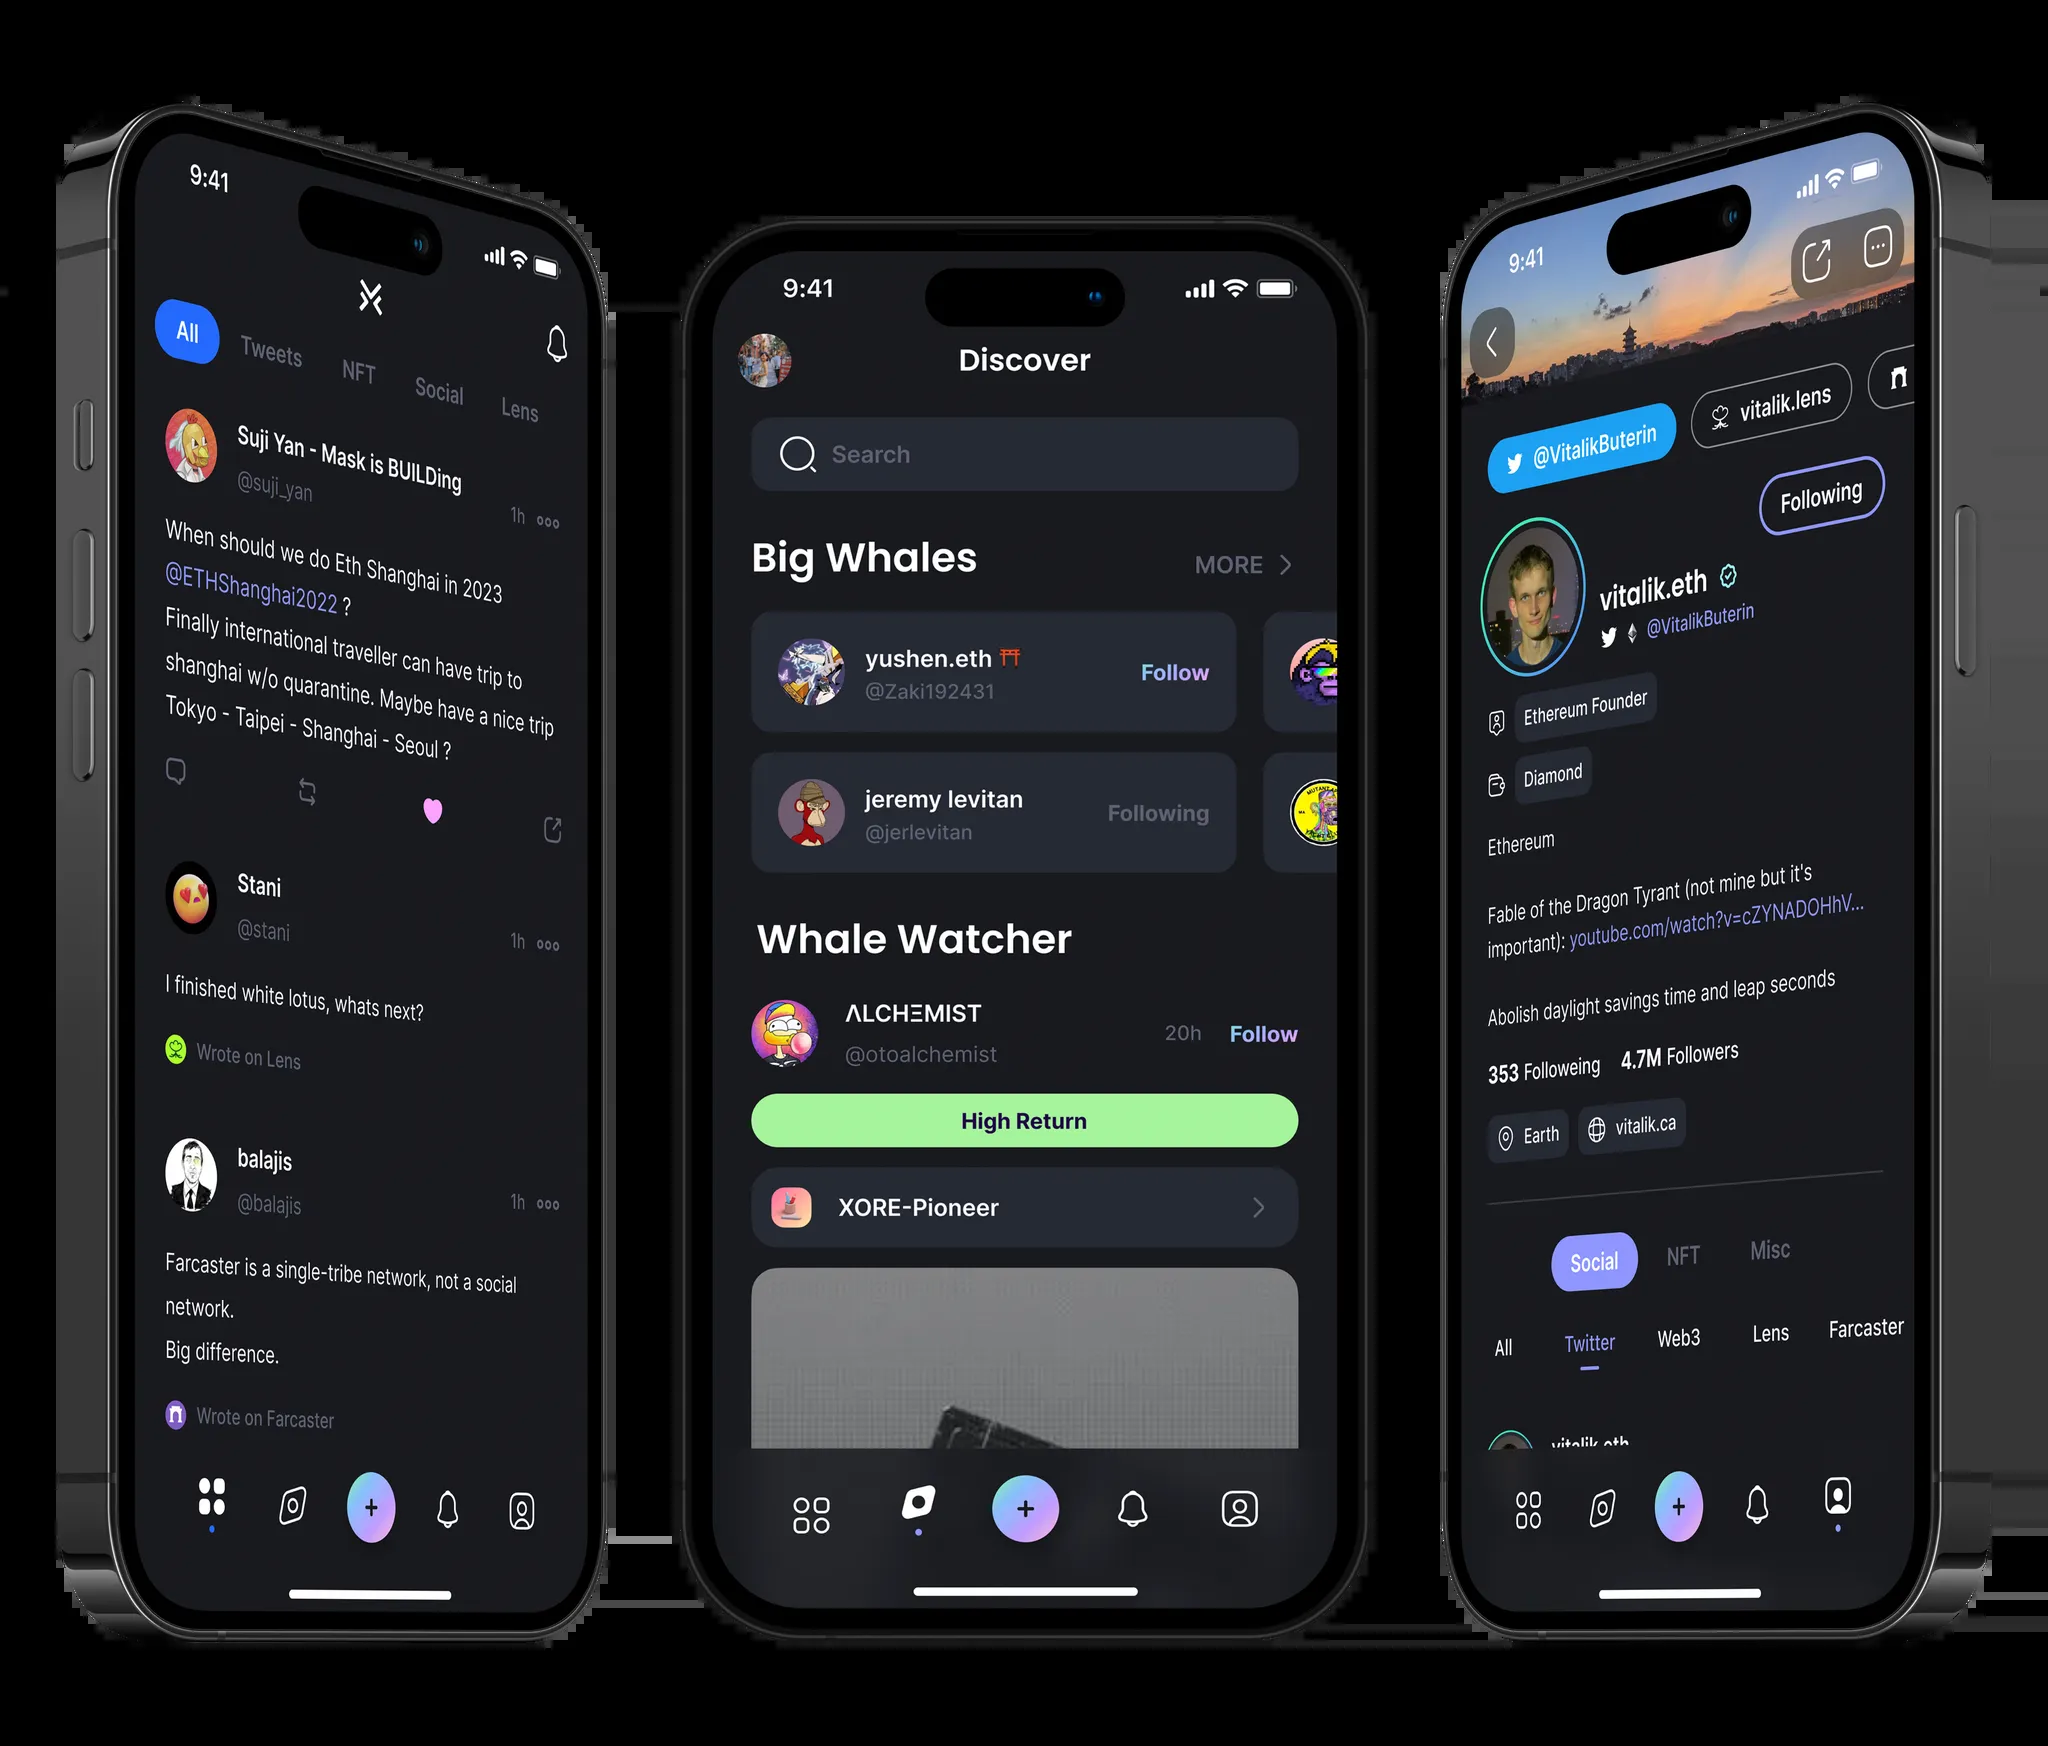 9:41
All
Tweets
NFT
Social
Lens
Suji Yan - Mask is BUILDing
@suji_yan
1h
When should we do Eth Shanghai in 2023
@ETHShanghai2022 ?
Finally international traveller can have trip to
shanghai w/o quarantine. Maybe have a nice trip
Tokyo - Taipei - Shanghai - Seoul ?
Stani
@stani
1h
I finished white lotus, whats next?
Wrote on Lens
balajis
@balajis
1h
Farcaster is a single-tribe network, not a social
network.
Big difference.
Wrote on Farcaster
9:41
Discover
Search
Big Whales
MORE
yushen.eth
@Zaki192431
Follow
jeremy levitan
@jerlevitan
Following
MUTANT
Whale Watcher
ΛLCHΞMIST
@otoalchemist
20h
Follow
High Return
XORE-Pioneer
9:41
@VitalikButerin
vitalik.lens
Following
vitalik.eth
@VitalikButerin
Ethereum Founder
Diamond
Ethereum
Fable of the Dragon Tyrant (not mine but it's
important): youtube.com/watch?v=cZYNADOHhV...
Abolish daylight savings time and leap seconds
353 Followeing 4.7M Followers
Earth
vitalik.ca
Social
NFT
Misc
All
Twitter
Web3
Lens
Farcaster
vitalik.eth